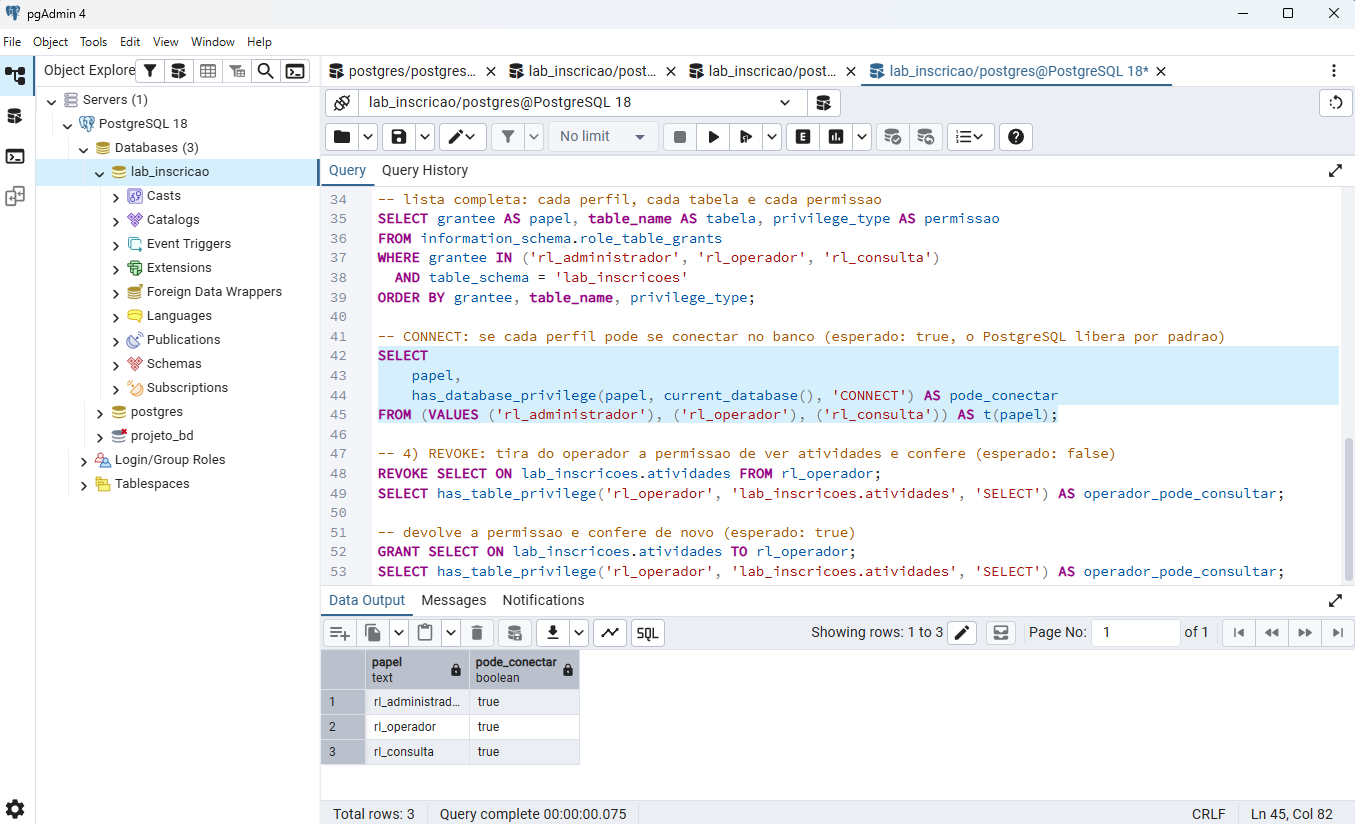 pgAdmin 4
File Object Tools Edit View Window Help
Object Explore
postgres/postgres...
lab_inscricao/post...
lab_inscricao/post...
lab_inscricao/postgres@PostgreSQL 18*
Servers (1)
PostgreSQL 18
Databases (3)
lab_inscricao
Casts
Catalogs
Event Triggers
Extensions
Foreign Data Wrappers
Languages
Publications
Schemas
Subscriptions
postgres
projeto_bd
Login/Group Roles
Tablespaces
lab_inscricao/postgres@PostgreSQL 18
No limit
E
Query Query History
34 -- lista completa: cada perfil, cada tabela e cada permissao
35 SELECT grantee AS papel, table_name AS tabela, privilege_type AS permissao
36 FROM information_schema.role_table_grants
37 WHERE grantee IN ('rl_administrador', 'rl_operador', 'rl_consulta')
38 AND table_schema = 'lab_inscricoes'
39 ORDER BY grantee, table_name, privilege_type;
40
41 -- CONNECT: se cada perfil pode se conectar no banco (esperado: true, o PostgreSQL libera por padrao)
42 SELECT
43 papel,
44 has_database_privilege(papel, current_database(), 'CONNECT') AS pode_conectar
45 FROM (VALUES ('rl_administrador'), ('rl_operador'), ('rl_consulta')) AS t(papel);
46
47 -- 4) REVOKE: tira do operador a permissao de ver atividades e confere (esperado: false)
48 REVOKE SELECT ON lab_inscricoes.atividades FROM rl_operador;
49 SELECT has_table_privilege('rl_operador', 'lab_inscricoes.atividades', 'SELECT') AS operador_pode_consultar;
50
51 -- devolve a permissao e confere de novo (esperado: true)
52 GRANT SELECT ON lab_inscricoes.atividades TO rl_operador;
53 SELECT has_table_privilege('rl_operador', 'lab_inscricoes.atividades', 'SELECT') AS operador_pode_consultar;
Data Output Messages Notifications
SQL
Showing rows: 1 to 3
Page No: 1 of 1
papel pode_conectar
text boolean
1 rl_administrad... true
2 rl_operador true
3 rl_consulta true
Total rows: 3 Query complete 00:00:00.075 CRLF Ln 45, Col 82